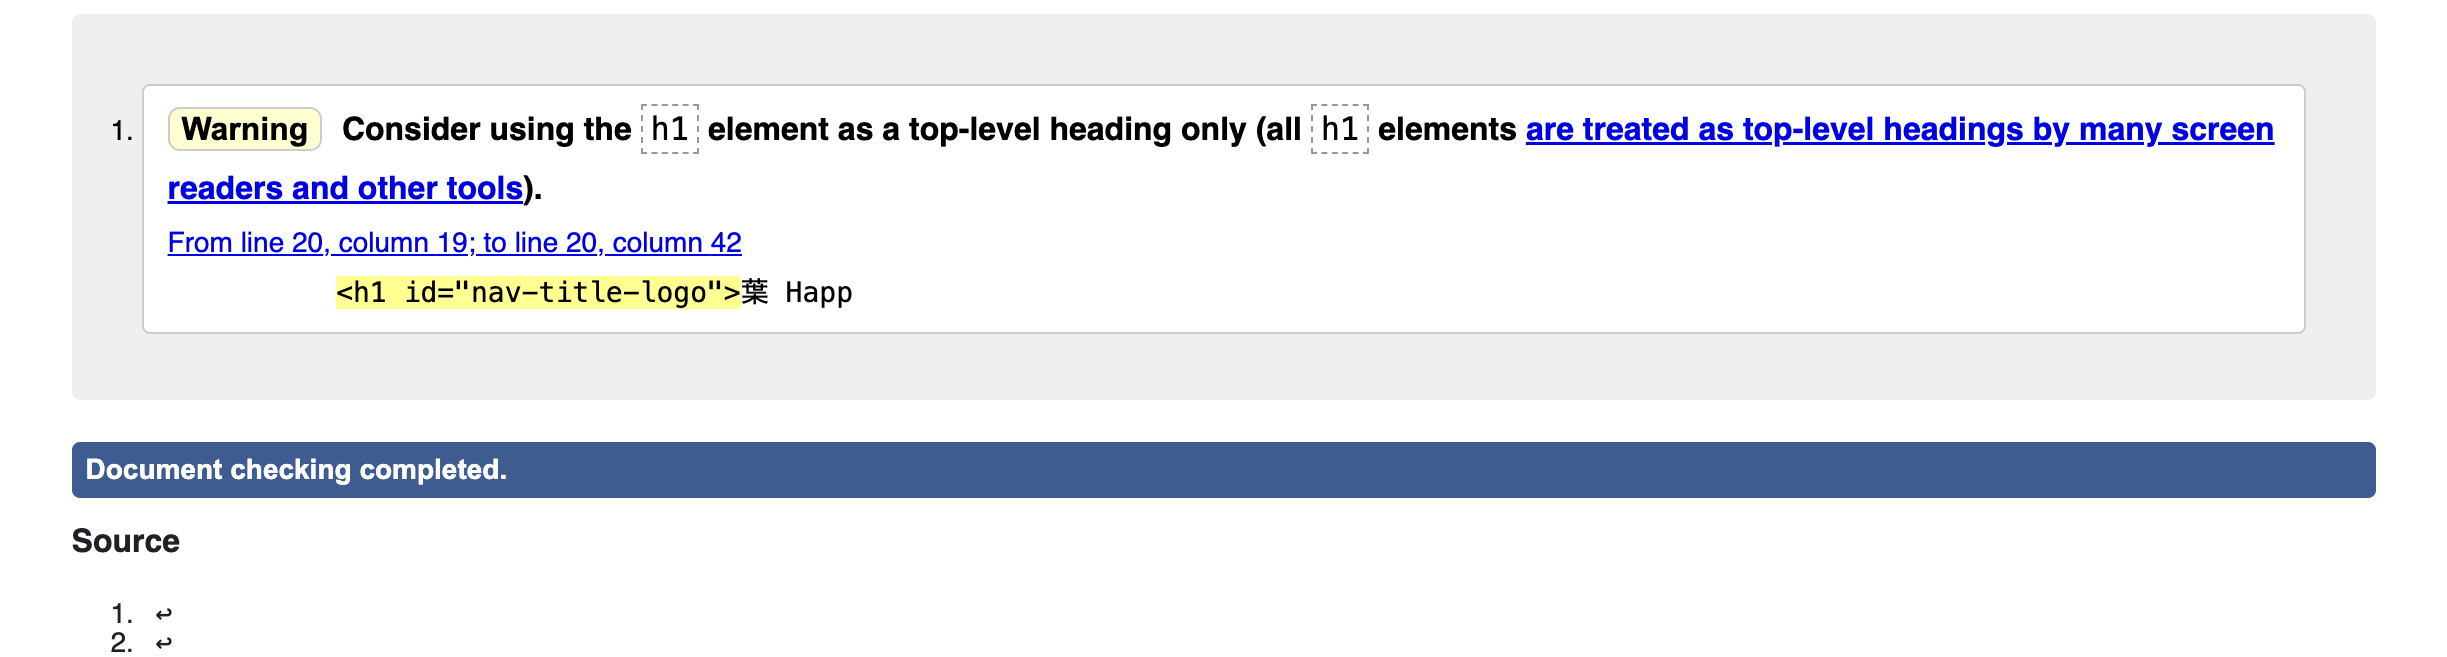 1. Warning Consider using the h1 element as a top-level heading only (all h1 elements are treated as top-level headings by many screen
readers and other tools).
From line 20, column 19; to line 20, column 42
<h1 id="nav-title-logo">葉 Happ
Document checking completed.
Source
1. ↩
2. ↩